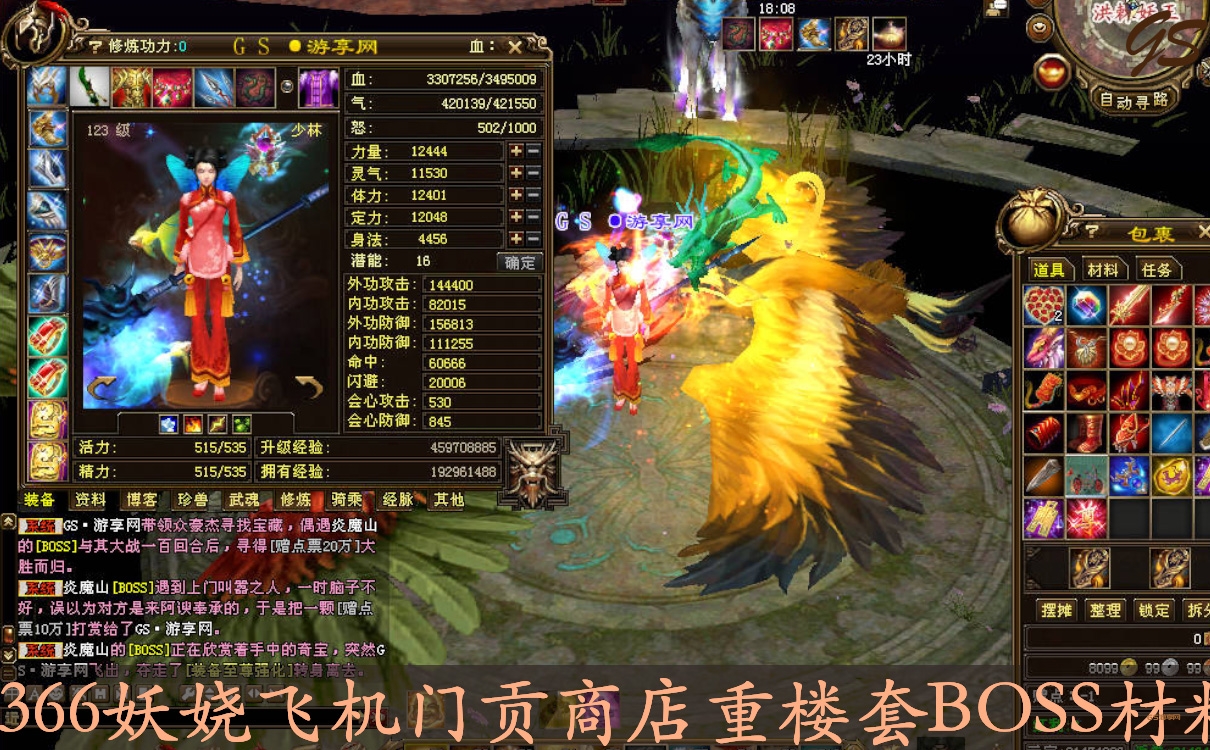 18:08
洪荒妖王
GS
23小时
自动寻路
?修炼功力:0
GS ●游享网
血:
123 级
少林
血: 3307256/3495009
气: 420139/421550
怒: 502/1000
力量: 12444
灵气: 11530
体力: 12401
定力: 12048
身法: 4456
潜能: 16 确定
外功攻击: 144400
内功攻击: 82015
外功防御: 156813
内功防御: 111255
命中: 60666
闪避: 20006
会心攻击: 530
会心防御: 845
活力: 515/535 升级经验: 459708885
精力: 515/535 拥有经验: 192961488
装备 资料 博客 珍兽 武魂 修炼 骑乘 经脉 其他
GS ●游享网
? 包裹
道具 材料 任务
2
摆摊 整理 锁定 拆分
0
8099 99 99
系统 GS·游享网带领众豪杰寻找宝藏，偶遇炎魔山
的[BOSS]与其大战一百回合后，寻得[赠点票20万]大
胜而归。
系统 炎魔山[BOSS]遇到上门叫嚣之人，一时脑子不
好，误以为对方是来阿谀奉承的，于是把一颗[赠点
票10万]打赏给了GS·游享网。
系统 炎魔山的[BOSS]正在欣赏着手中的奇宝，突然G
S·游享网飞出，夺走了[装备至尊强化]转身离去。
366妖娆飞机门贡商店重楼套BOSS材料